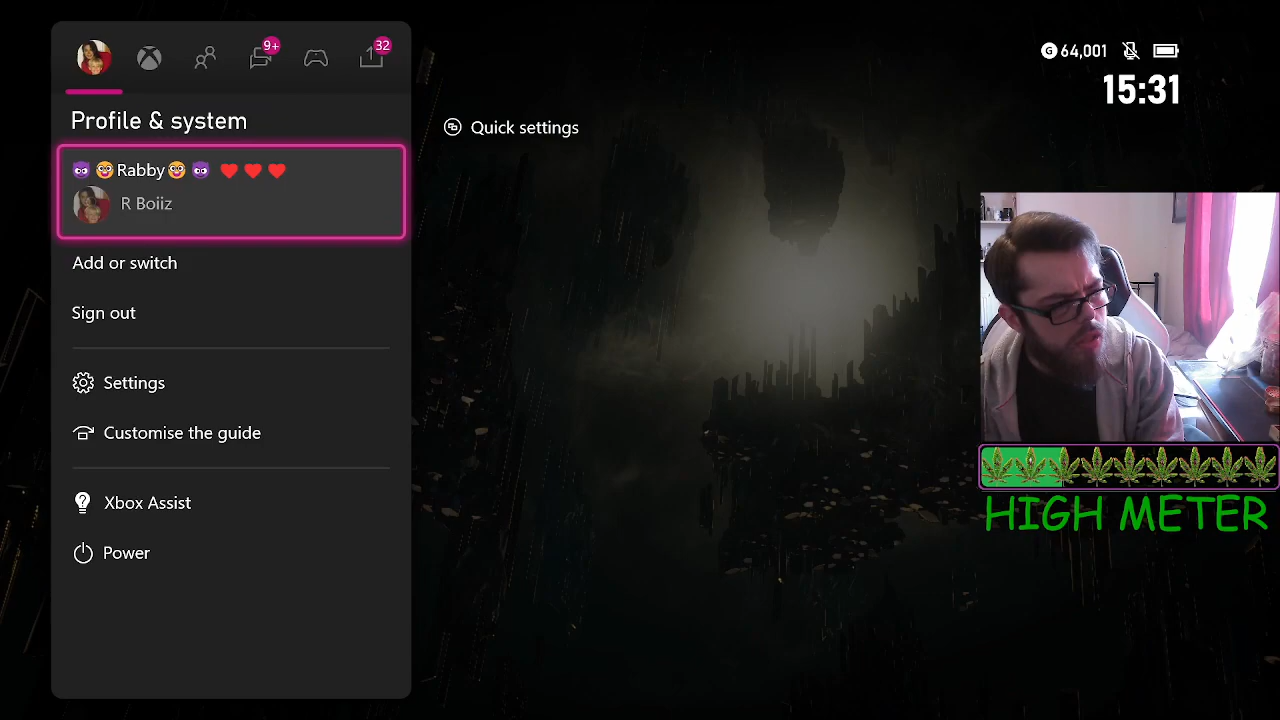 9+
32
64,001
15:31
Profile & system
😈 🤓 Rabby 🤓 😈 ❤️ ❤️ ❤️
R Boiiz
Add or switch
Sign out
Settings
Customise the guide
Xbox Assist
Power
Quick settings
HIGH METER